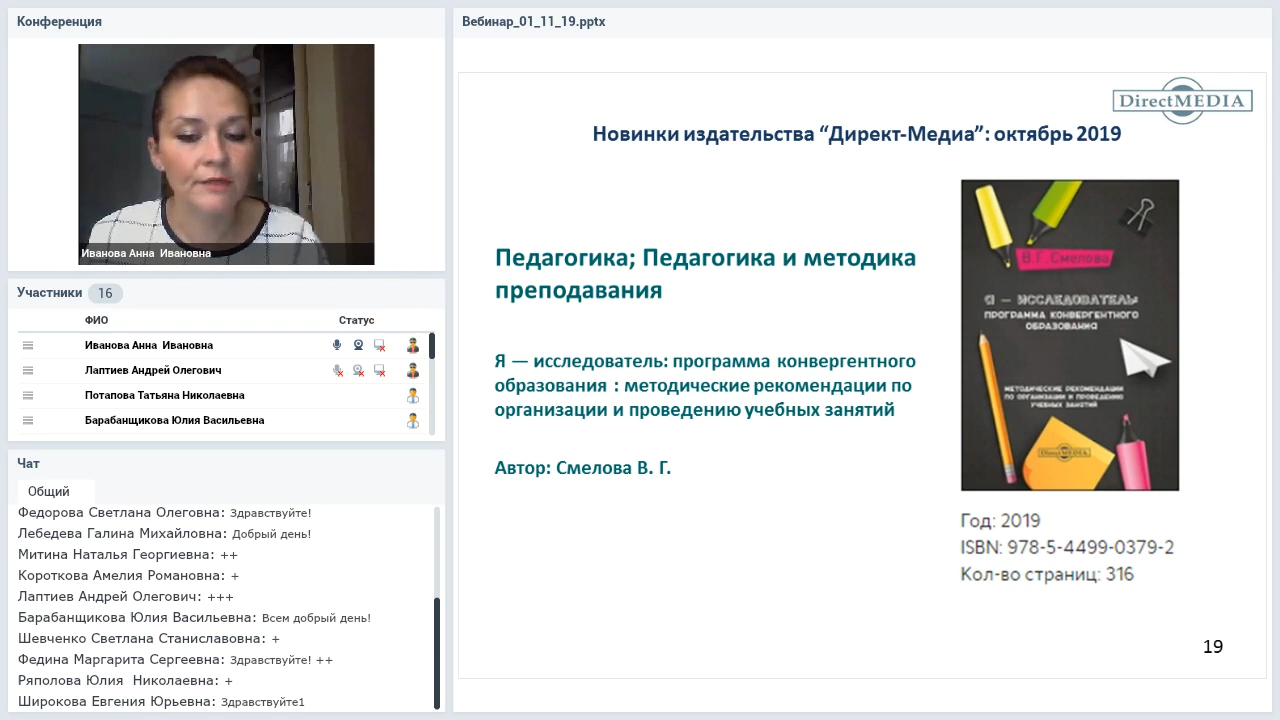 Конференция
Иванова Анна  Ивановна
Участники 16
ФИО Статус
Иванова Анна  Ивановна
Лаптиев Андрей Олегович
Потапова Татьяна Николаевна
Барабанщикова Юлия Васильевна
Чат
Общий
Федорова Светлана Олеговна: Здравствуйте!
Лебедева Галина Михайловна: Добрый день!
Митина Наталья Георгиевна: ++
Короткова Амелия Романовна: +
Лаптиев Андрей Олегович: +++
Барабанщикова Юлия Васильевна: Всем добрый день!
Шевченко Светлана Станиславовна: +
Федина Маргарита Сергеевна: Здравствуйте! ++
Ряполова Юлия  Николаевна: +
Широкова Евгения Юрьевна: Здравствуйте1
Вебинар_01_11_19.pptx
DirectMEDIA
Новинки издательства “Директ-Медиа”: октябрь 2019
Педагогика; Педагогика и методика
преподавания
Я — исследователь: программа конвергентного
образования : методические рекомендации по
организации и проведению учебных занятий
Автор: Смелова В. Г.
В.Г. Смелова
Я — ИССЛЕДОВАТЕЛЬ:
ПРОГРАММА КОНВЕРГЕНТНОГО
ОБРАЗОВАНИЯ
МЕТОДИЧЕСКИЕ РЕКОМЕНДАЦИИ
ПО ОРГАНИЗАЦИИ И ПРОВЕДЕНИЮ
УЧЕБНЫХ ЗАНЯТИЙ
DirectMEDIA
Год: 2019
ISBN: 978-5-4499-0379-2
Кол-во страниц: 316
19